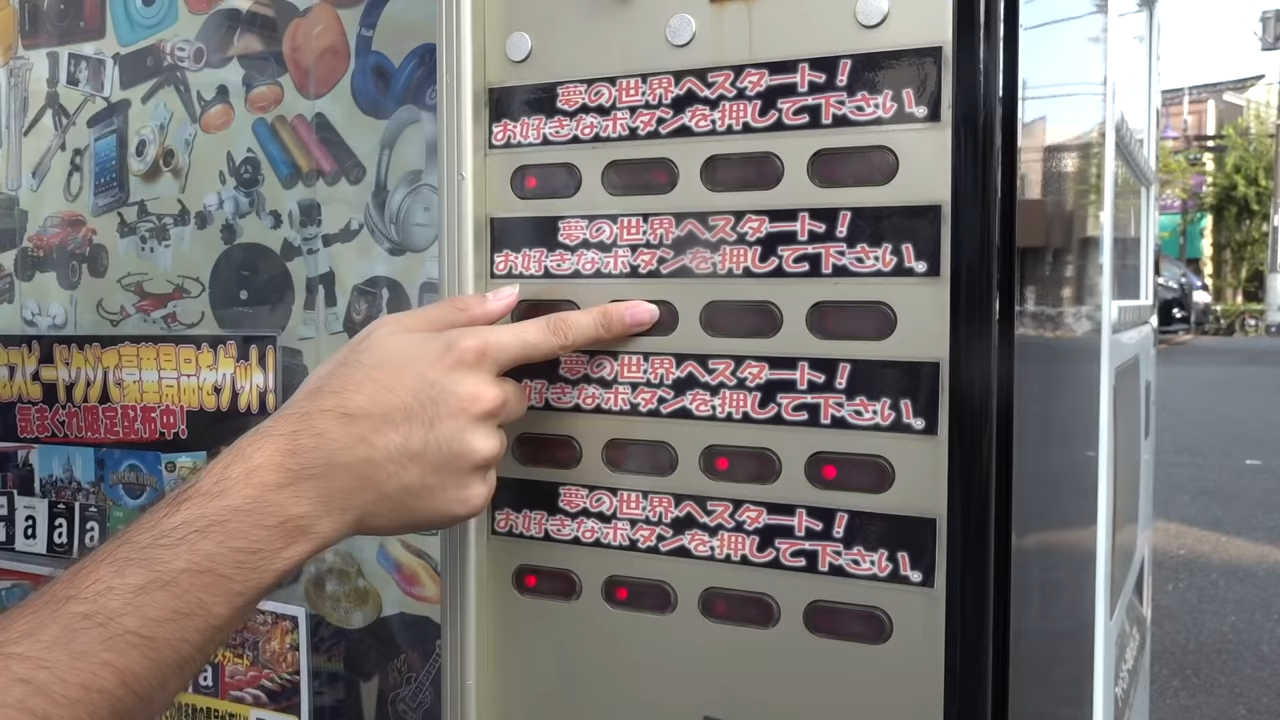 夢の世界へスタート!
お好きなボタンを押して下さい。
夢の世界へスタート!
お好きなボタンを押して下さい。
夢の世界へスタート!
好きなボタンを押して下さい。
夢の世界へスタート!
お好きなボタンを押して下さい。
スピードクジで豪華景品をゲット!
気まぐれ限定配布中!
UNIVERSAL
a a a a
カード
a